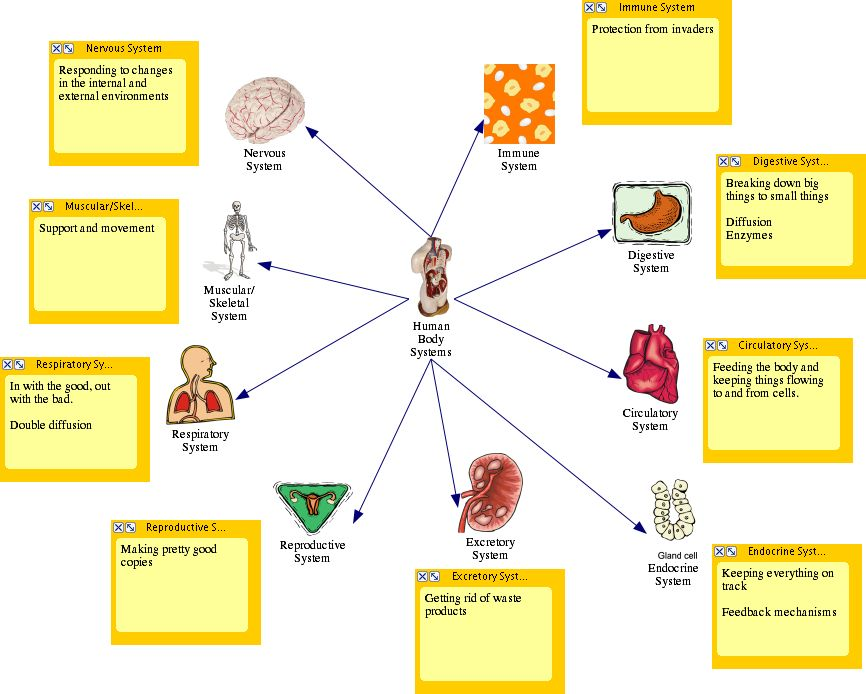 Immune System
Protection from invaders
Nervous System
Responding to changes
in the internal and
external environments
Nervous
System
Immune
System
Digestive Syst...
Breaking down big
things to small things
Diffusion
Enzymes
Digestive
System
Muscular/Skel...
Support and movement
Muscular/
Skeletal
System
Human
Body
Systems
Circulatory Sys...
Feeding the body and
keeping things flowing
to and from cells.
Circulatory
System
Respiratory Sy...
In with the good, out
with the bad.
Double diffusion
Respiratory
System
Reproductive S...
Making pretty good
copies
Reproductive
System
Excretory
System
Excretory Syst...
Getting rid of waste
products
Gland cell
Endocrine
System
Endocrine Syst...
Keeping everything on
track
Feedback mechanisms